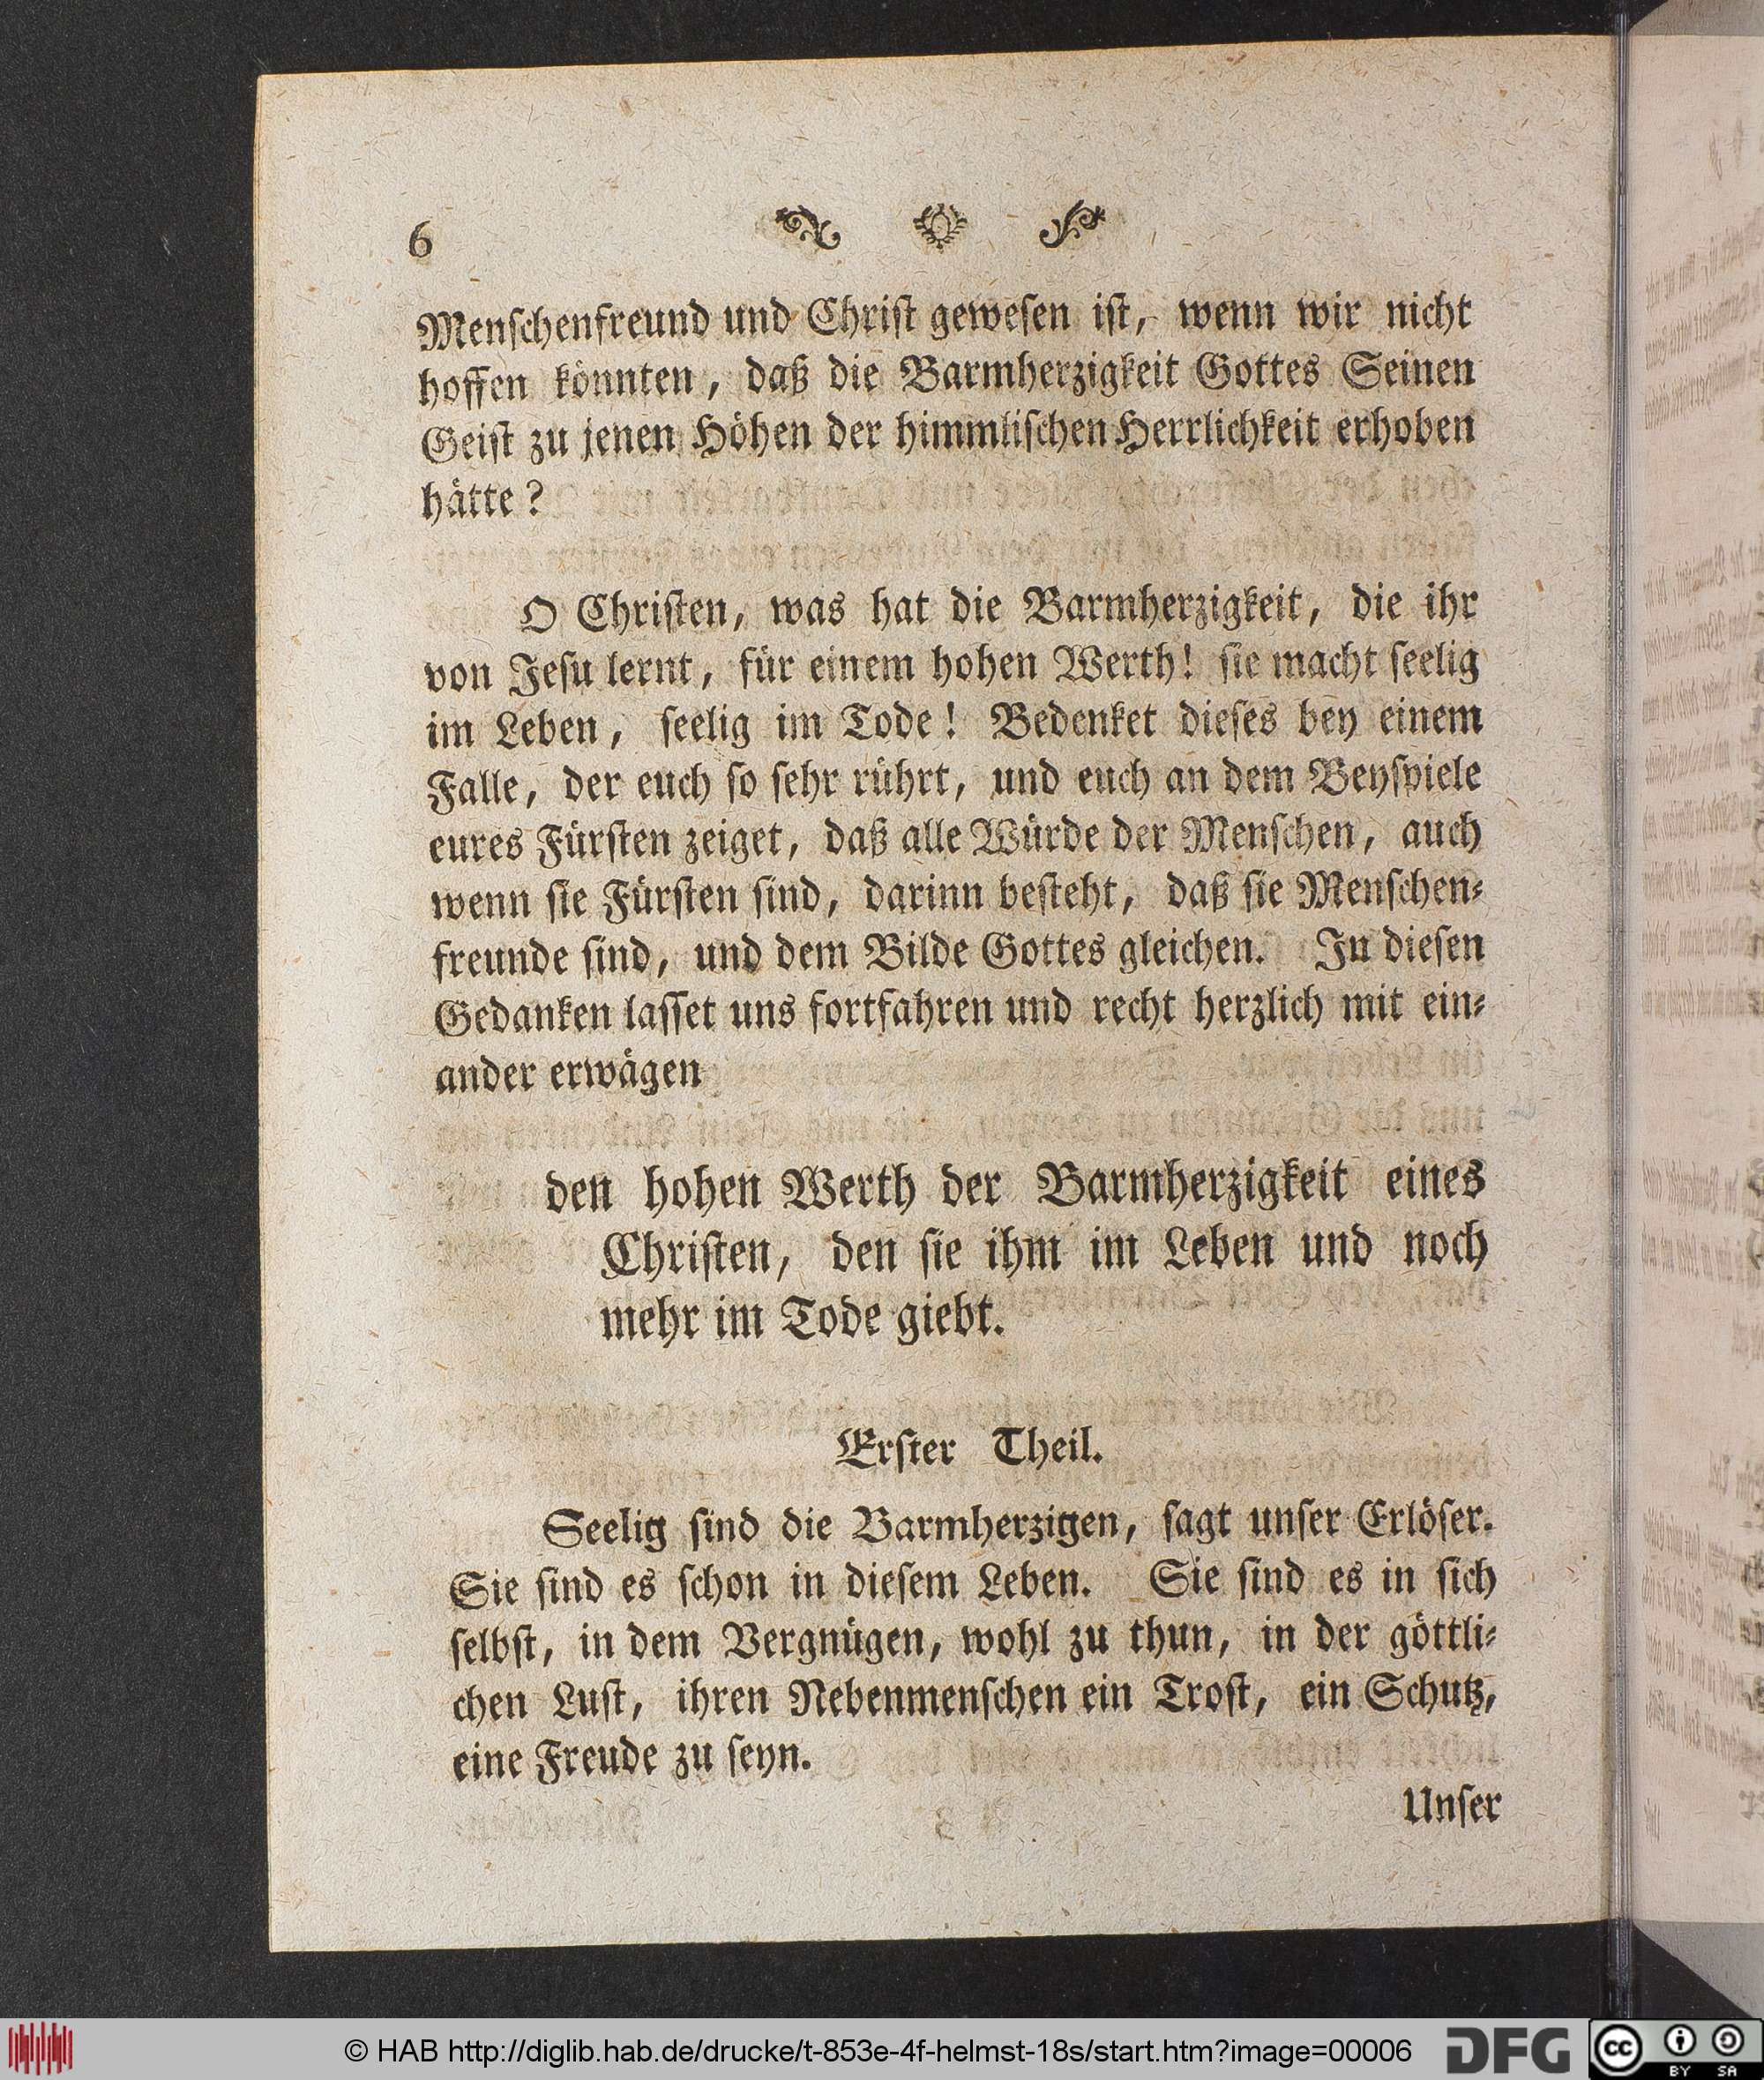 6
Menschenfreund und Christ gewesen ist, wenn wir nicht
hoffen könnten, daß die Barmherzigkeit Gottes Seinen
Geist zu jenen Höhen der himmlischen Herrlichkeit erhoben
hätte?
O Christen, was hat die Barmherzigkeit, die ihr
von Jesu lernt, für einem hohen Werth! sie macht seelig
im Leben, seelig im Tode! Bedenket dieses bey einem
Falle, der euch so sehr rührt, und euch an dem Beyspiele
eures Fürsten zeiget, daß alle Würde der Menschen, auch
wenn sie Fürsten sind, darinn besteht, daß sie Menschen⸗
freunde sind, und dem Bilde Gottes gleichen. In diesen
Gedanken lasset uns fortfahren und recht herzlich mit ein⸗
ander erwägen
den hohen Werth der Barmherzigkeit eines
Christen, den sie ihm im Leben und noch
mehr im Tode giebt.
Erster Theil.
Seelig sind die Barmherzigen, sagt unser Erlöser.
Sie sind es schon in diesem Leben. Sie sind es in sich
selbst, in dem Vergnügen, wohl zu thun, in der göttli⸗
chen Lust, ihren Nebenmenschen ein Trost, ein Schutz,
eine Freude zu seyn.
Unser
© HAB http://diglib.hab.de/drucke/t-853e-4f-helmst-18s/start.htm?image=00006
DFG
cc BY SA